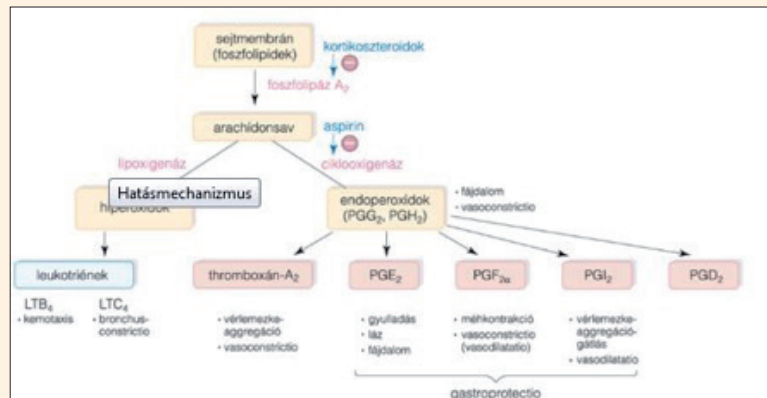 sejtmembrán
(foszfolipidek)
kortikoszteroidok
foszfolipáz A₂
arachidonsav
aspirin
lipoxigenáz
ciklooxigenáz
Hatásmechanizmus
hiperoxidok
endoperoxidok
(PGG₂, PGH₂)
• fájdalom
• vasoconstrictio
leukotriének
thromboxán-A₂
PGE₂
PGF₂α
PGI₂
PGD₂
LTB₄
• kemotaxis
LTC₄
• bronchus-
constrictio
• vérlemezke-
aggregáció
• vasoconstrictio
• gyulladás
• láz
• fájdalom
• méhkontrakció
• vasoconstrictio
(vasodilatatio)
• vérlemezke-
aggregáció-
gátlás
• vasodilatatio
gastroprotectio